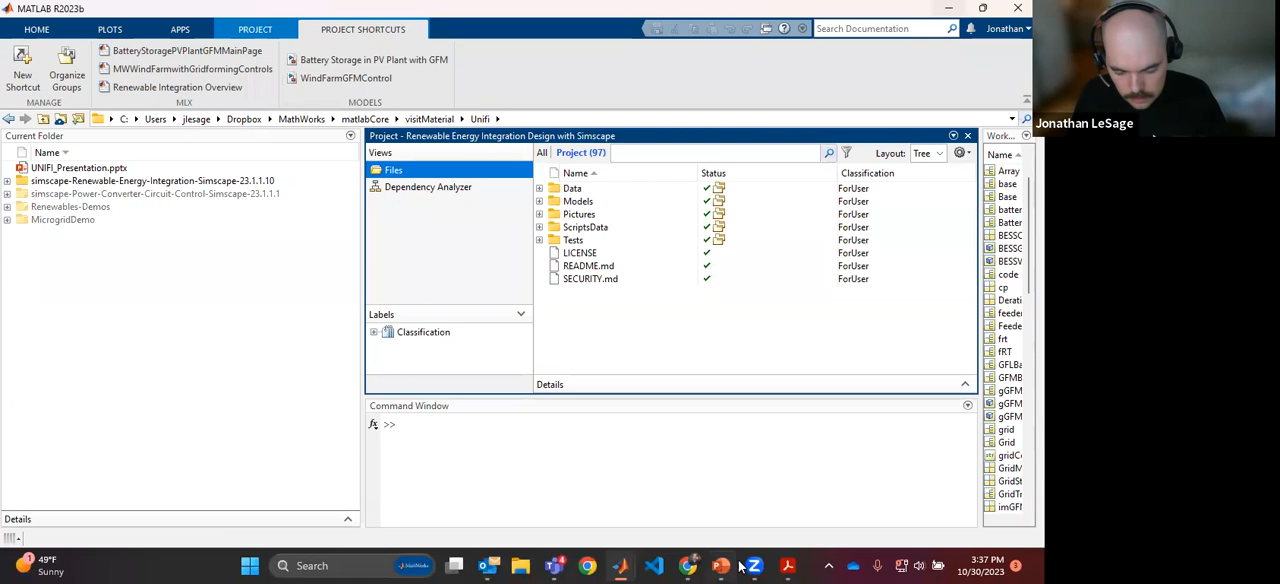 MATLAB R2023b
HOME PLOTS APPS PROJECT PROJECT SHORTCUTS Search Documentation Jonathan
New Shortcut
Organize Groups
BatteryStoragePVPlantGFMMainPage
MWWindFarmwithGridformingControls
Renewable Integration Overview
Battery Storage in PV Plant with GFM
WindFarmGFMControl
MANAGE MLX MODELS
C: Users jlesage Dropbox MathWorks matlabCore visitMaterial Unifi
Current Folder
Name
UNIFI_Presentation.pptx
simscape-Renewable-Energy-Integration-Simscape-23.1.1.10
simscape-Power-Converter-Circuit-Control-Simscape-23.1.1.1
Renewables-Demos
MicrogridDemo
Details
Project - Renewable Energy Integration Design with Simscape
Views All Project (97) Layout: Tree
Files
Dependency Analyzer
Labels
Classification
Name Status Classification
Data ForUser
Models ForUser
Pictures ForUser
ScriptsData ForUser
Tests ForUser
LICENSE ForUser
README.md ForUser
SECURITY.md ForUser
Details
Command Window
fx >>
Work...
Name
Array
base
Base
batter
Batter
BESSG
BESSG
BESSV
code
cp
Derati
feeder
Feede
frt
fRT
GFLBa
GFMB
gGFM
gGFM
gGFM
grid
Grid
gridCo
GridM
GridSt
GridTr
imGFM
Jonathan LeSage
49°F
Sunny
Search MathWorks
3:37 PM
10/30/2023